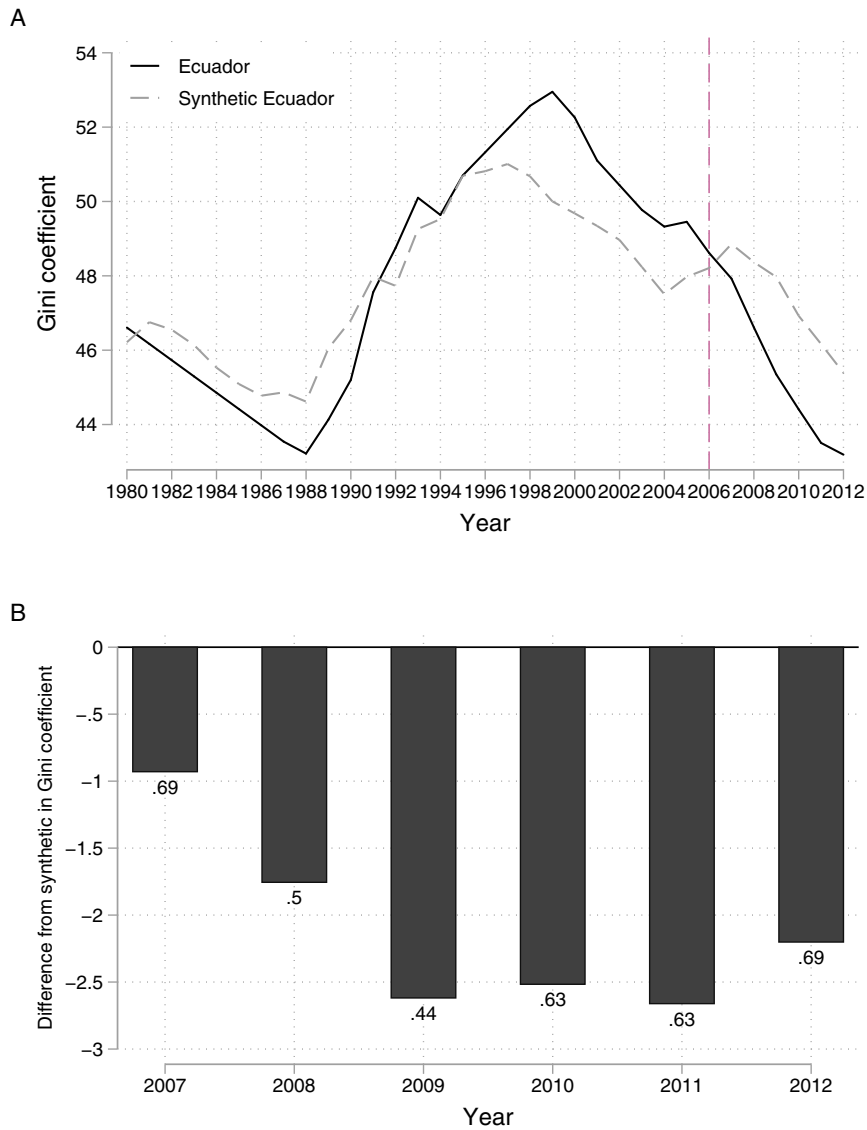 A
54
52
50
48
46
44
Gini coefficient
Ecuador
Synthetic Ecuador
1980 1982 1984 1986 1988 1990 1992 1994 1996 1998 2000 2002 2004 2006 2008 2010 2012
Year
B
0
−.5
−1
−1.5
−2
−2.5
−3
Difference from synthetic in Gini coefficient
.69
.5
.44
.63
.63
.69
2007 2008 2009 2010 2011 2012
Year